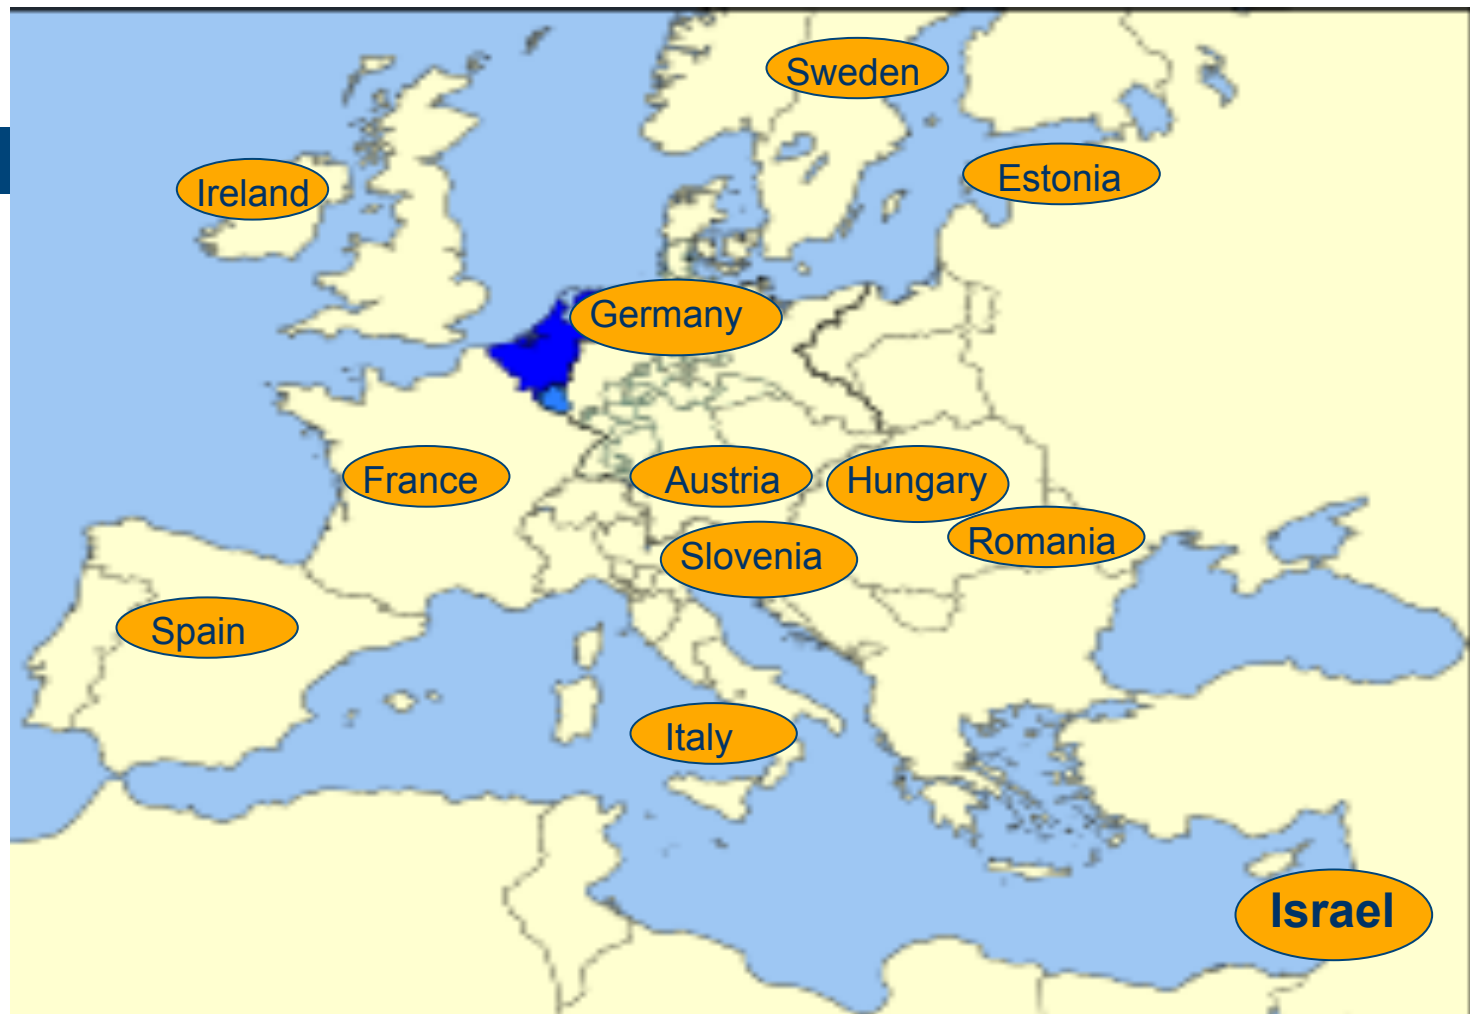 Sweden
Estonia
Ireland
Germany
France
Austria
Hungary
Romania
Slovenia
Spain
Italy
Israel